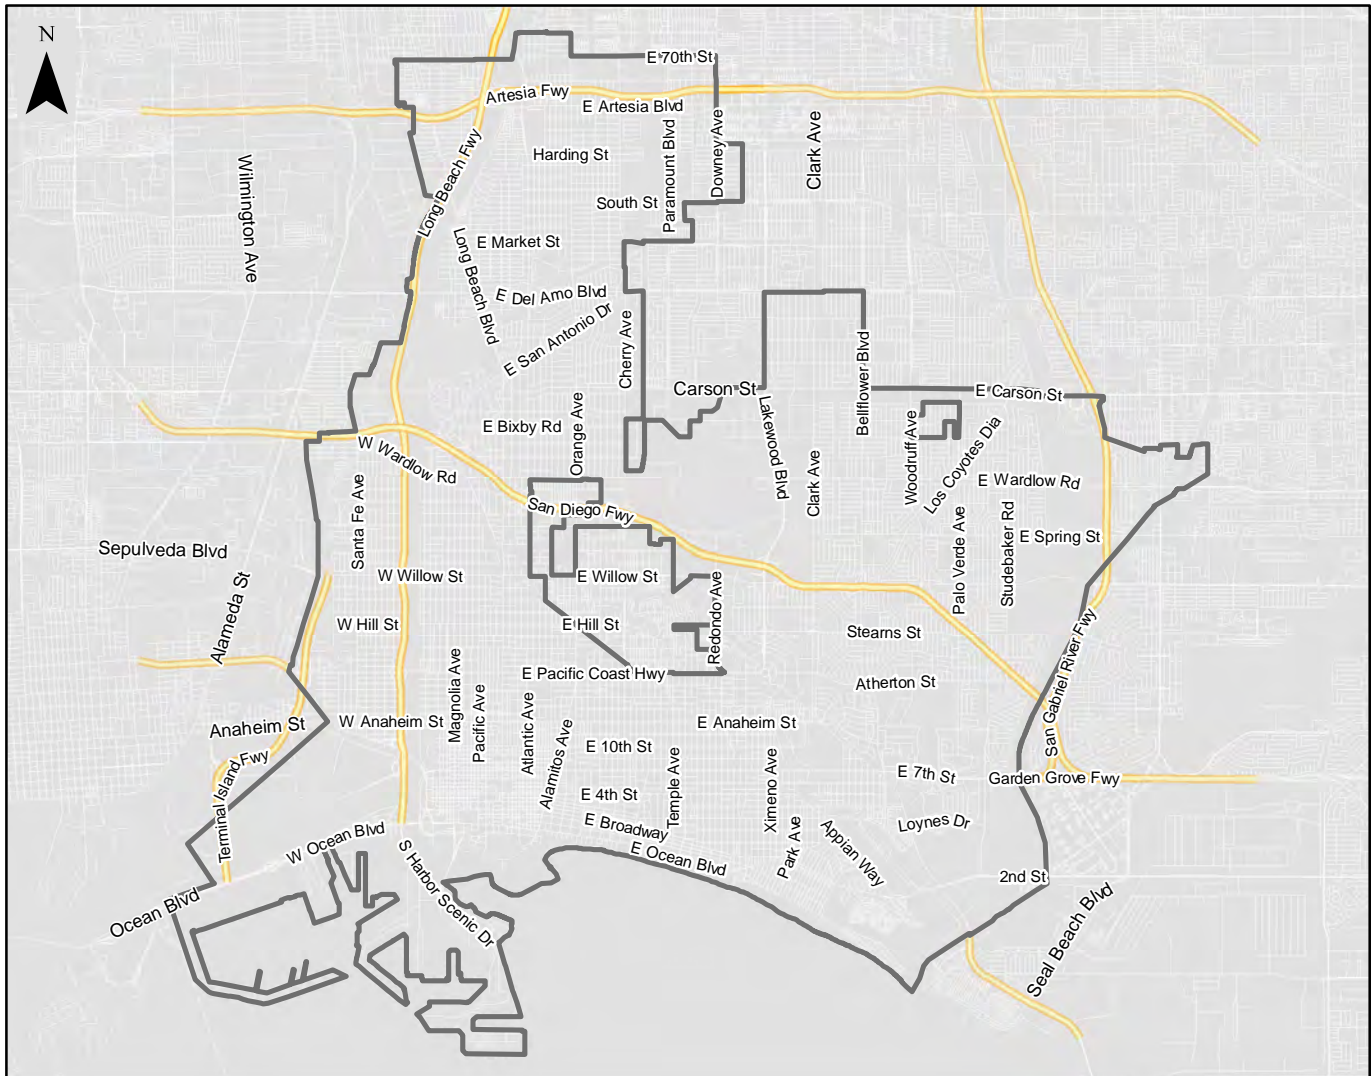 N
E 70th St
Artesia Fwy
E Artesia Blvd
Long Beach Fwy
Harding St
Paramount Blvd
Downey Ave
Clark Ave
Wilmington Ave
South St
Long Beach Blvd
E Market St
E Del Amo Blvd
E San Antonio Dr
Cherry Ave
Carson St
Bellflower Blvd
E Carson St
Lakewood Blvd
E Bixby Rd
Orange Ave
Woodruff Ave
Los Coyotes Dia
W Wardlow Rd
Clark Ave
E Wardlow Rd
Santa Fe Ave
San Diego Fwy
Palo Verde Ave
Studebaker Rd
E Spring St
Sepulveda Blvd
W Willow St
E Willow St
Alameda St
Redondo Ave
W Hill St
E Hill St
Stearns St
San Gabriel River Fwy
E Pacific Coast Hwy
Atherton St
Magnolia Ave
Pacific Ave
Atlantic Ave
Alamitos Ave
Anaheim St
W Anaheim St
E Anaheim St
E 10th St
Temple Ave
Ximeno Ave
Terminal Island Fwy
E 7th St
Garden Grove Fwy
E 4th St
E Broadway
Park Ave
Appian Way
Loynes Dr
W Ocean Blvd
S Harbor Scenic Dr
E Ocean Blvd
2nd St
Ocean Blvd
Seal Beach Blvd